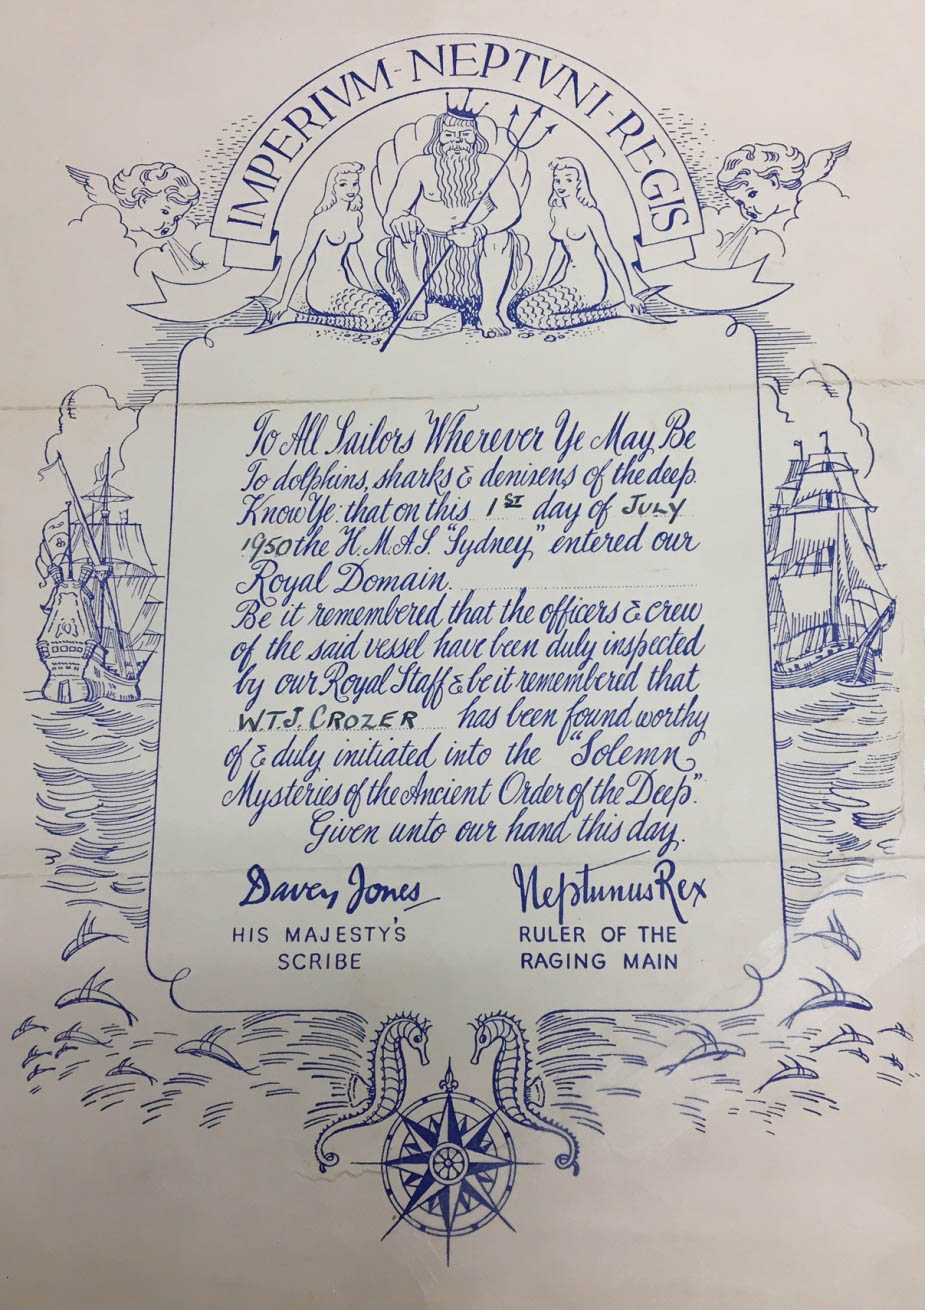 IMPERIVM-NEPTVNI-REGIS
To All Sailors Wherever Ye May Be
To dolphins, sharks & denizens of the deep.
Know Ye: that on this 1ST day of JULY
1950 the H.M.A.S. "Sydney," entered our
Royal Domain.
Be it remembered that the officers & crew
of the said vessel have been duly inspected
by our Royal Staff & be it remembered that
W.T.J. CROZER has been found worthy
of & duly initiated into the "Solemn
Mysteries of the Ancient Order of the Deep".
Given unto our hand this day.
Davey Jones
HIS MAJESTY'S
SCRIBE
Neptunus Rex
RULER OF THE
RAGING MAIN